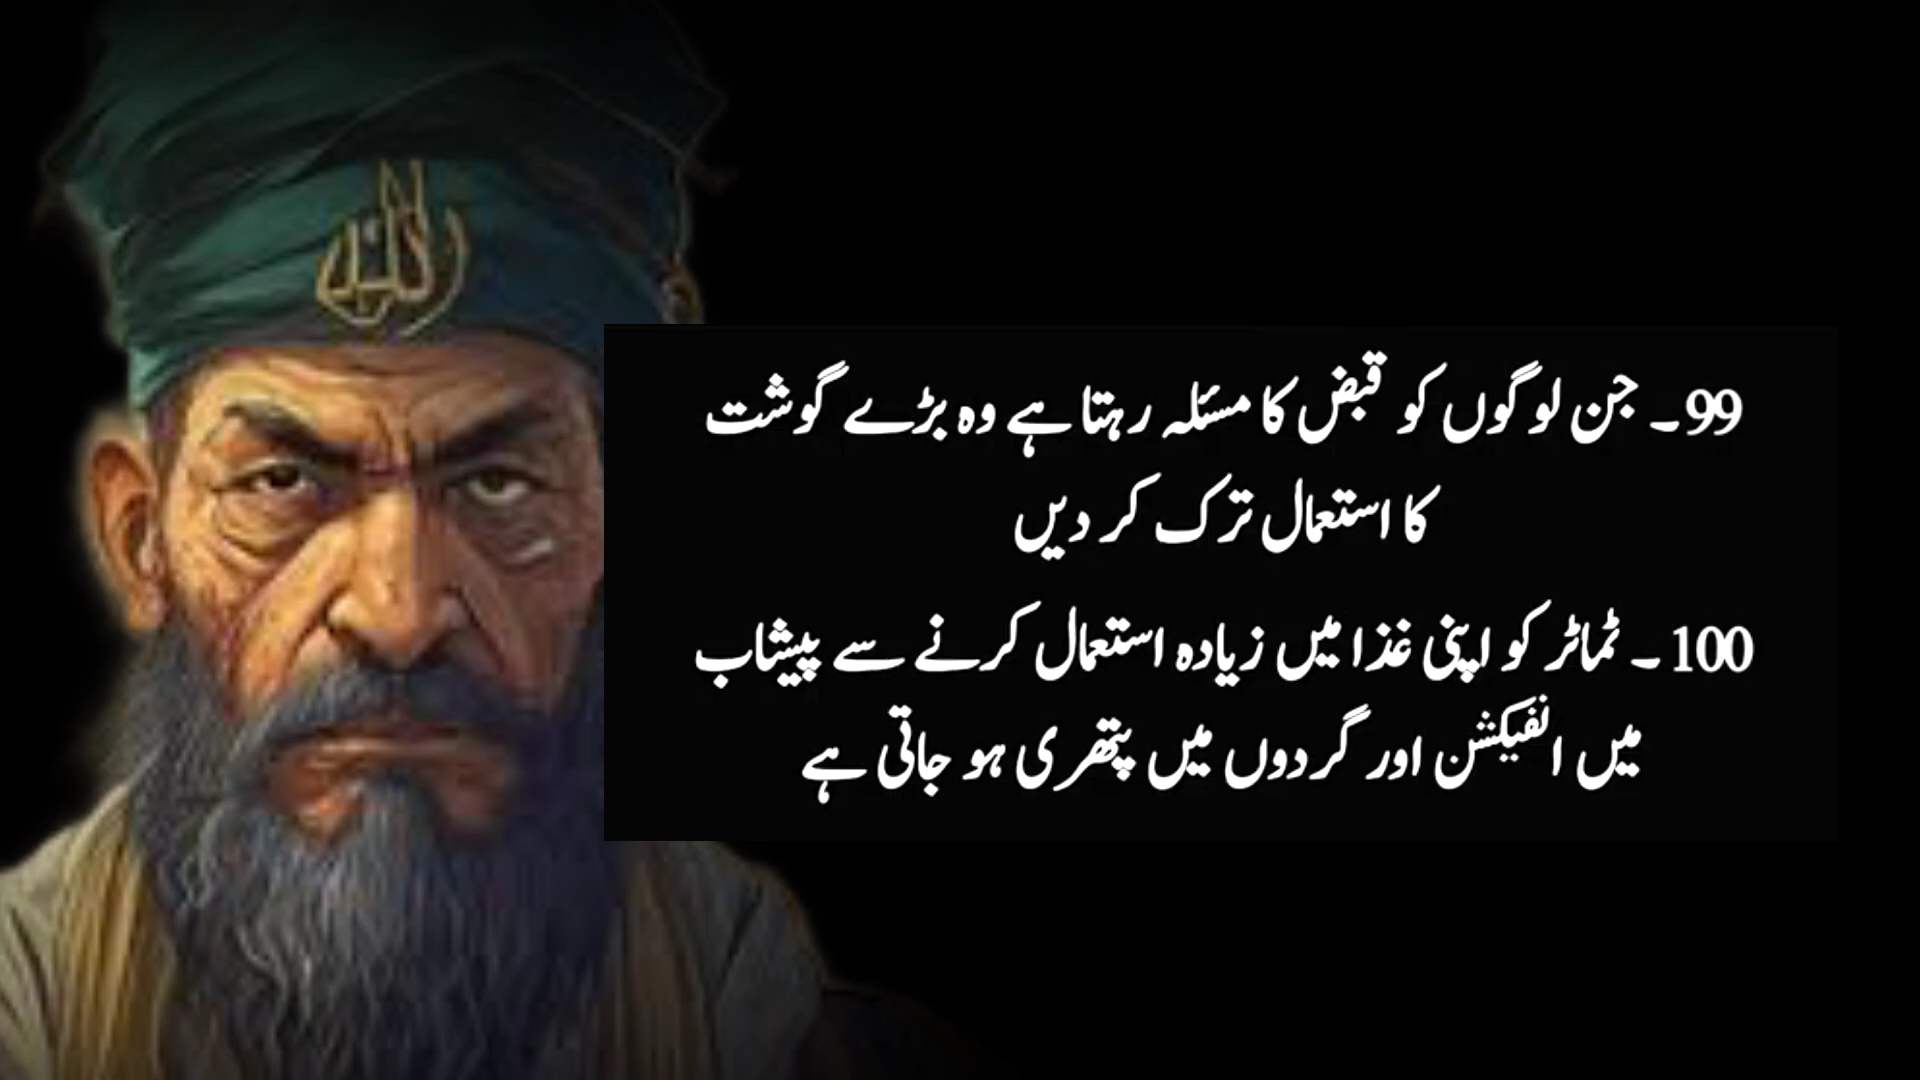 99۔ جن لوگوں کو قبض کا مسئلہ رہتا ہے وہ بڑے گوشت
کا استعمال ترک کر دیں
100۔ ٹماٹر کو اپنی غذا میں زیادہ استعمال کرنے سے پیشاب
میں انفیکشن اور گردوں میں پتھری ہو جاتی ہے